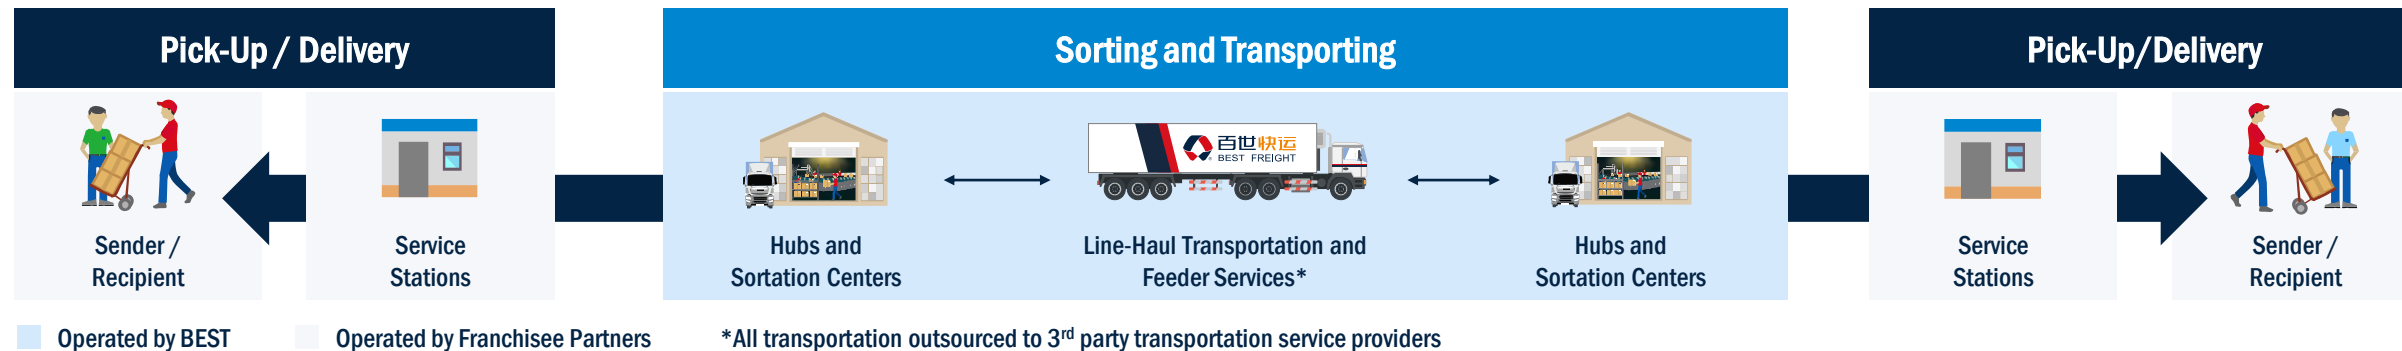 Pick-Up / Delivery
Sorting and Transporting
Pick-Up/Delivery
百世快运
BEST FREIGHT
Sender /
Recipient
Service
Stations
Hubs and
Sortation Centers
Line-Haul Transportation and
Feeder Services*
Hubs and
Sortation Centers
Service
Stations
Sender /
Recipient
Operated by BEST
Operated by Franchisee Partners
*All transportation outsourced to 3rd party transportation service providers